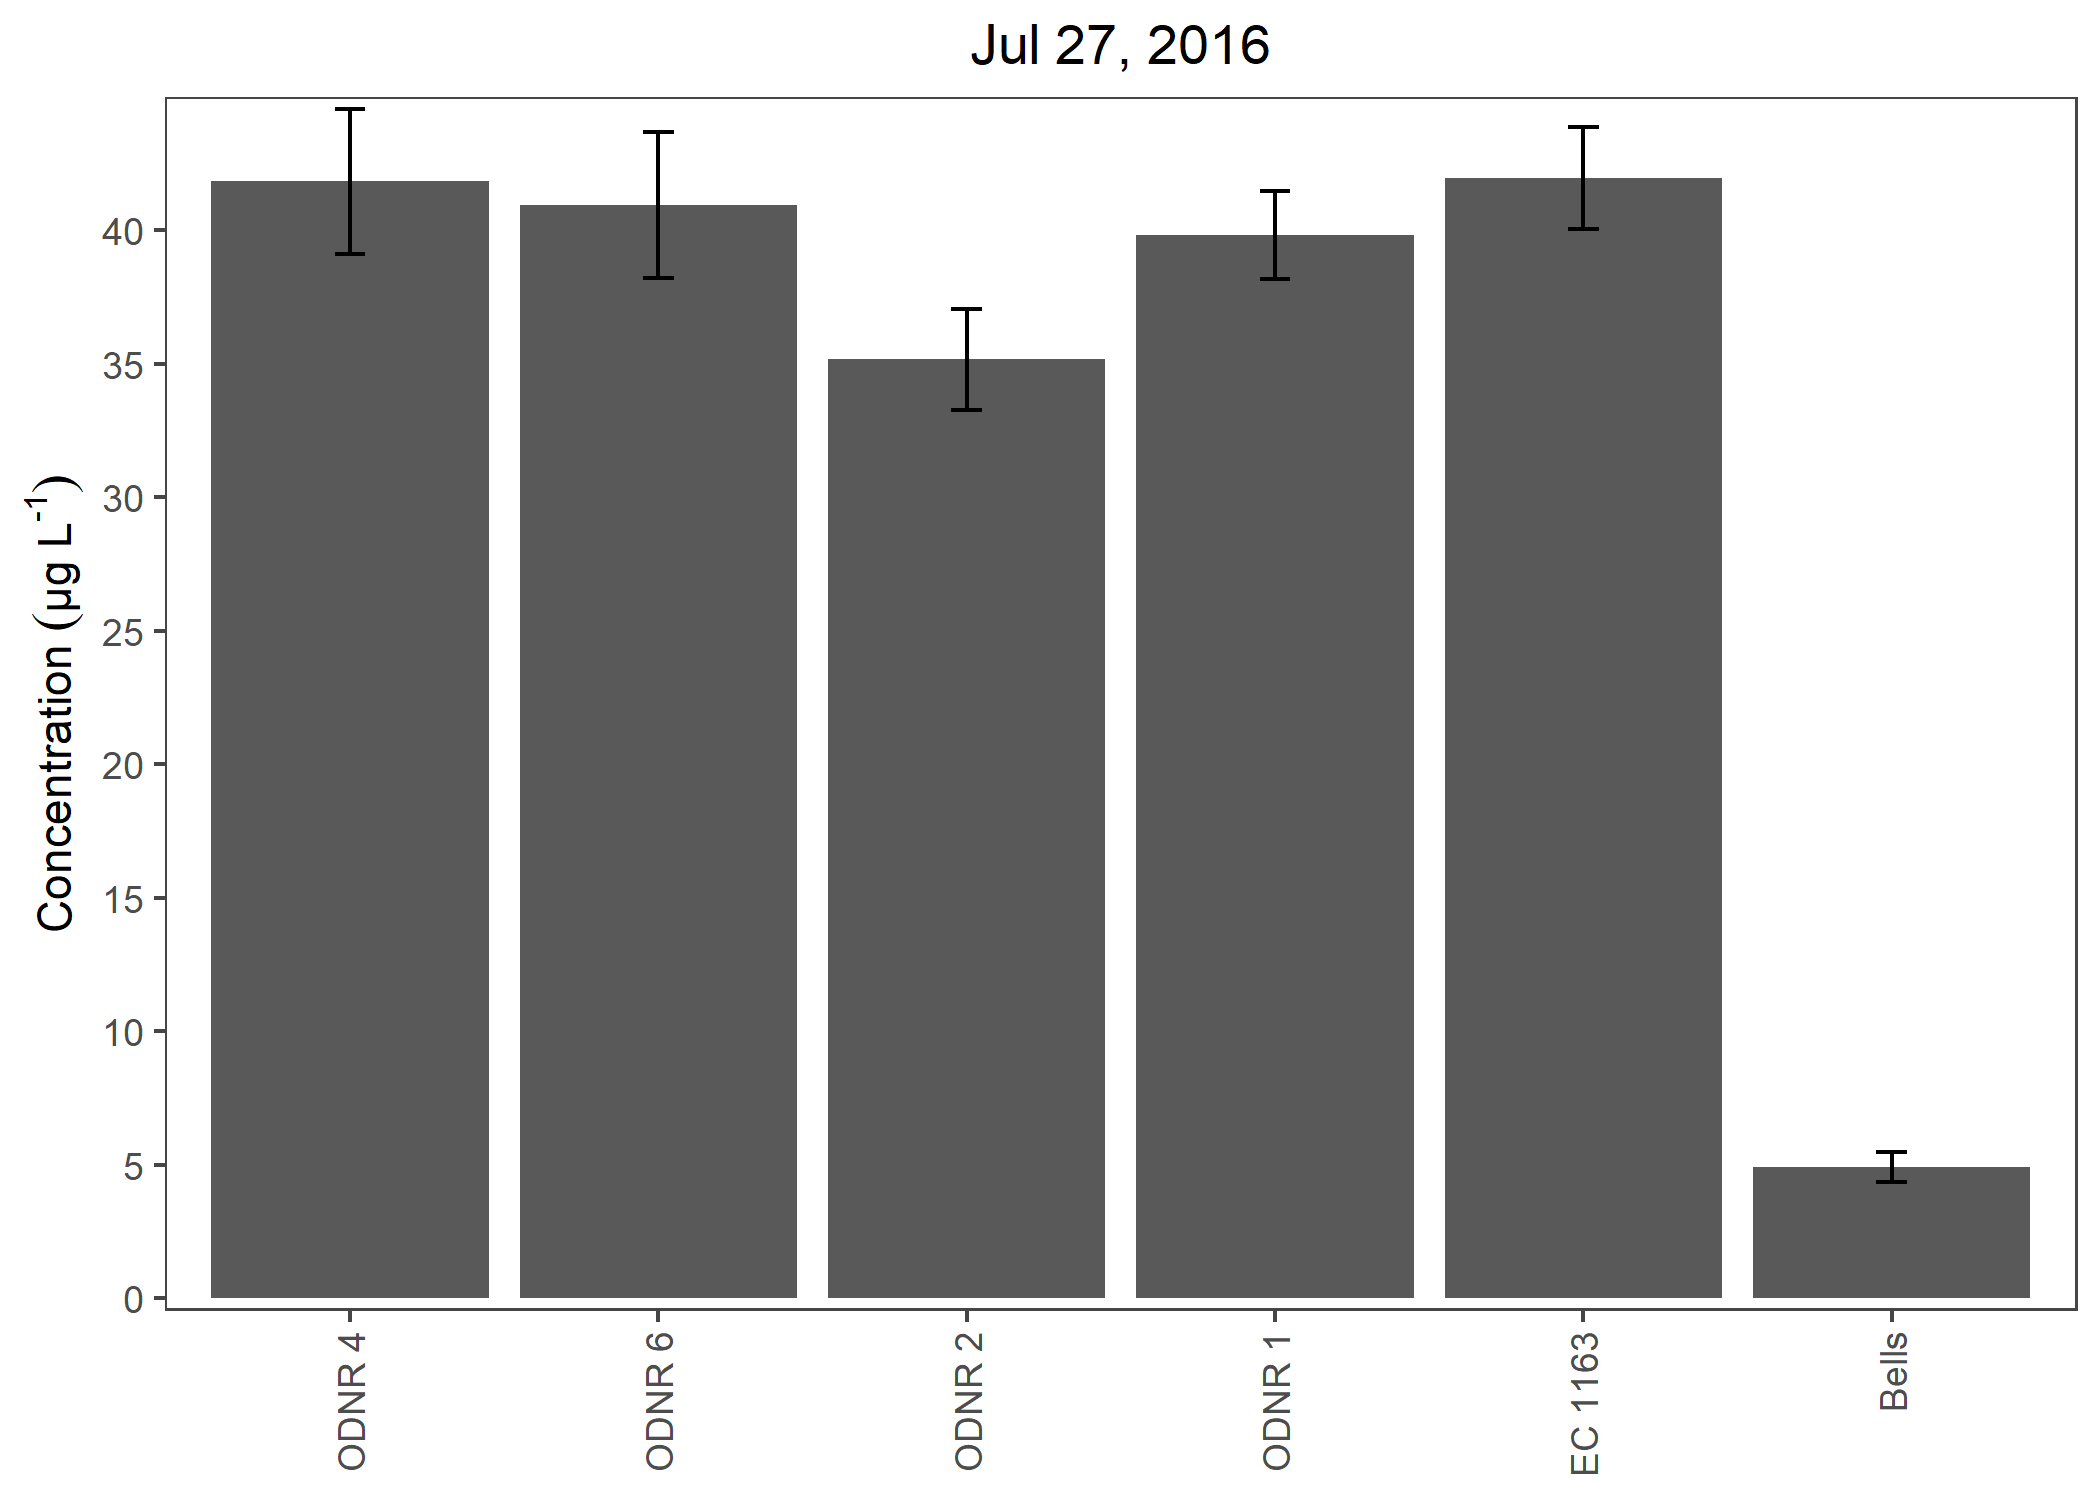 Jul 27, 2016
Concentration (µg L⁻¹)
40
35
30
25
20
15
10
5
0
ODNR 4
ODNR 6
ODNR 2
ODNR 1
EC 1163
Bells